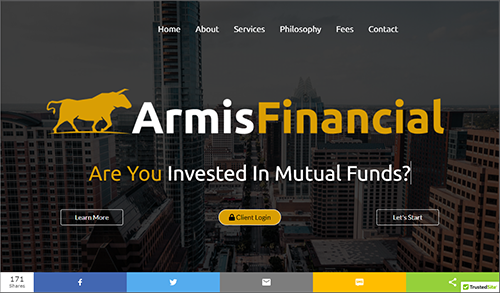 Home About Services Philosophy Fees Contact
ArmisFinancial
Are You Invested In Mutual Funds?
Learn More Client Login Let's Start
171
Shares
TrustedSite